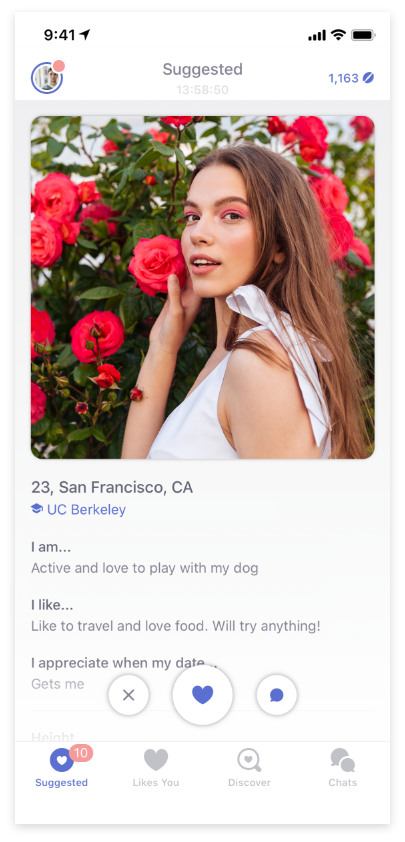 9:41
Suggested
13:58:50
1,163
23, San Francisco, CA
UC Berkeley
I am...
Active and love to play with my dog
I like...
Like to travel and love food. Will try anything!
I appreciate when my date...
Gets me
Height
10
Suggested
Likes You
Discover
Chats